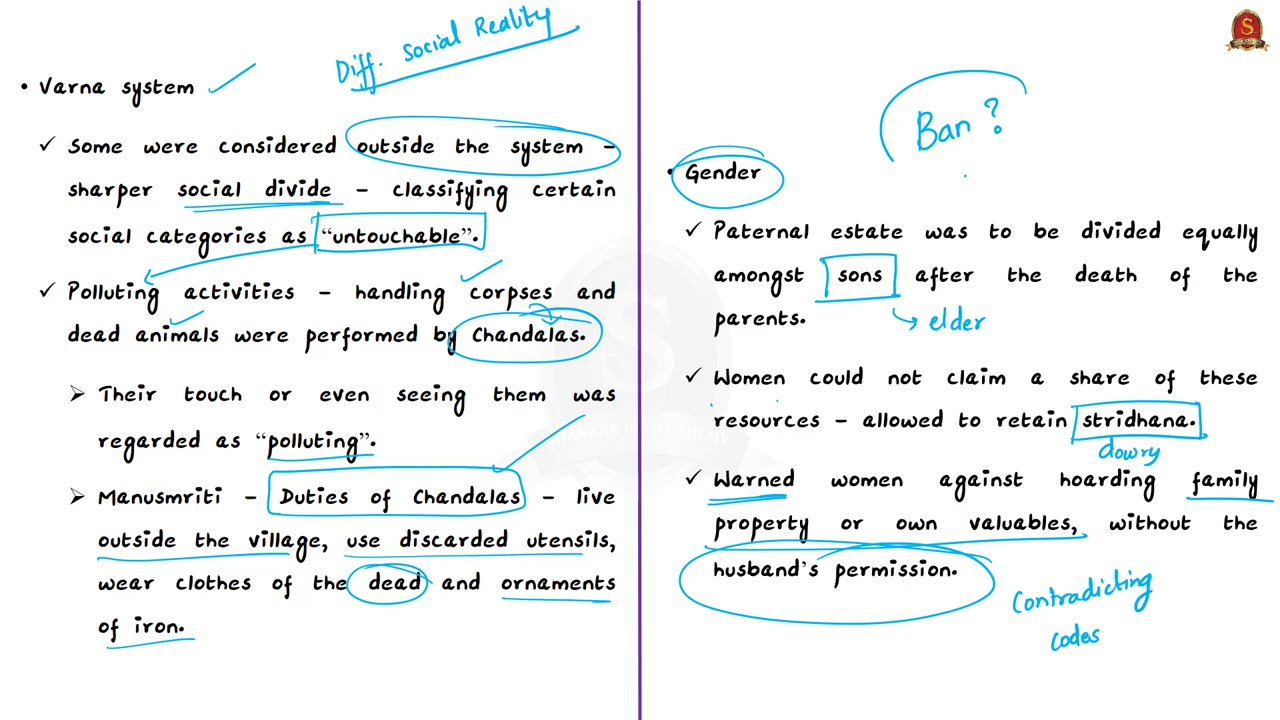 Diff. Social Reality
• Varna system
✓ Some were considered outside the system –
sharper social divide – classifying certain
social categories as “untouchable”.
✓ Polluting activities – handling corpses and
dead animals were performed by Chandalas.
➢ Their touch or even seeing them was
regarded as “polluting”.
➢ Manusmriti – Duties of Chandalas – live
outside the village, use discarded utensils,
wear clothes of the dead and ornaments
of iron.
Ban?
• Gender
✓ Paternal estate was to be divided equally
amongst sons after the death of the
parents.
elder
✓ Women could not claim a share of these
resources – allowed to retain stridhana.
dowry
✓ Warned women against hoarding family
property or own valuables, without the
husband’s permission.
Contradicting
codes